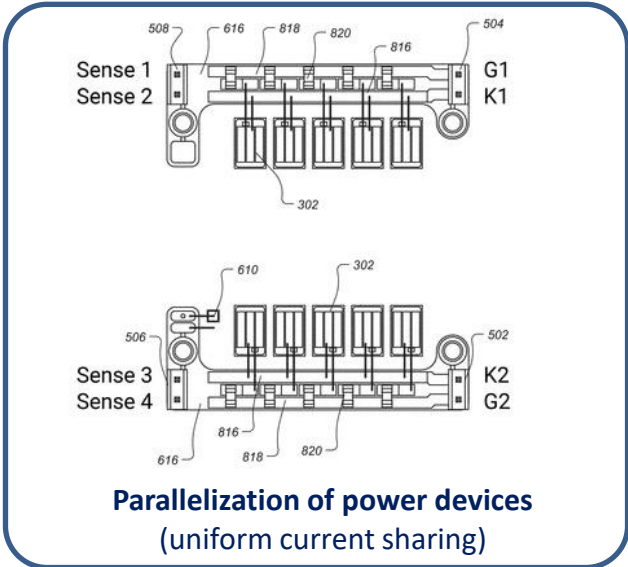 508 616 818 820 816 504
Sense 1 G1
Sense 2 K1
302
610 302
506 502
Sense 3 K2
Sense 4 G2
616 816 818 820
Parallelization of power devices
(uniform current sharing)